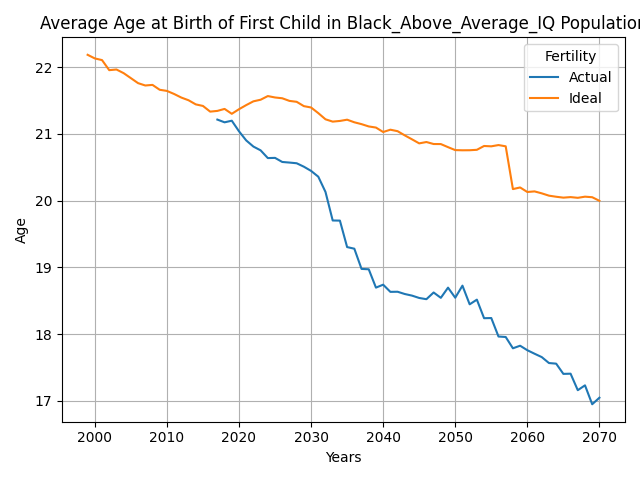 Average Age at Birth of First Child in Black_Above_Average_IQ Population
Fertility
Actual
Ideal
Age
22
21
20
19
18
17
2000 2010 2020 2030 2040 2050 2060 2070
Years